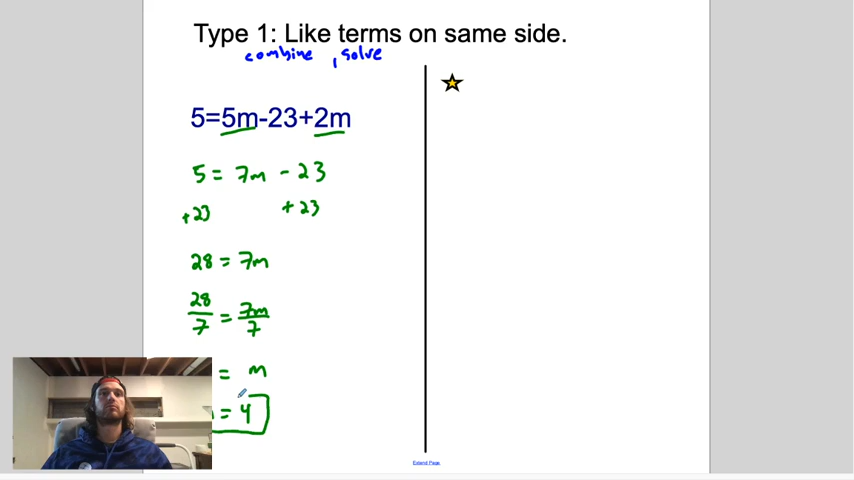 Type 1: Like terms on same side.
combine , solve
5=5m-23+2m
5 = 7m - 23
+23 +23
28 = 7m
28/7 = 7m/7
= m
= 4
Extend Page